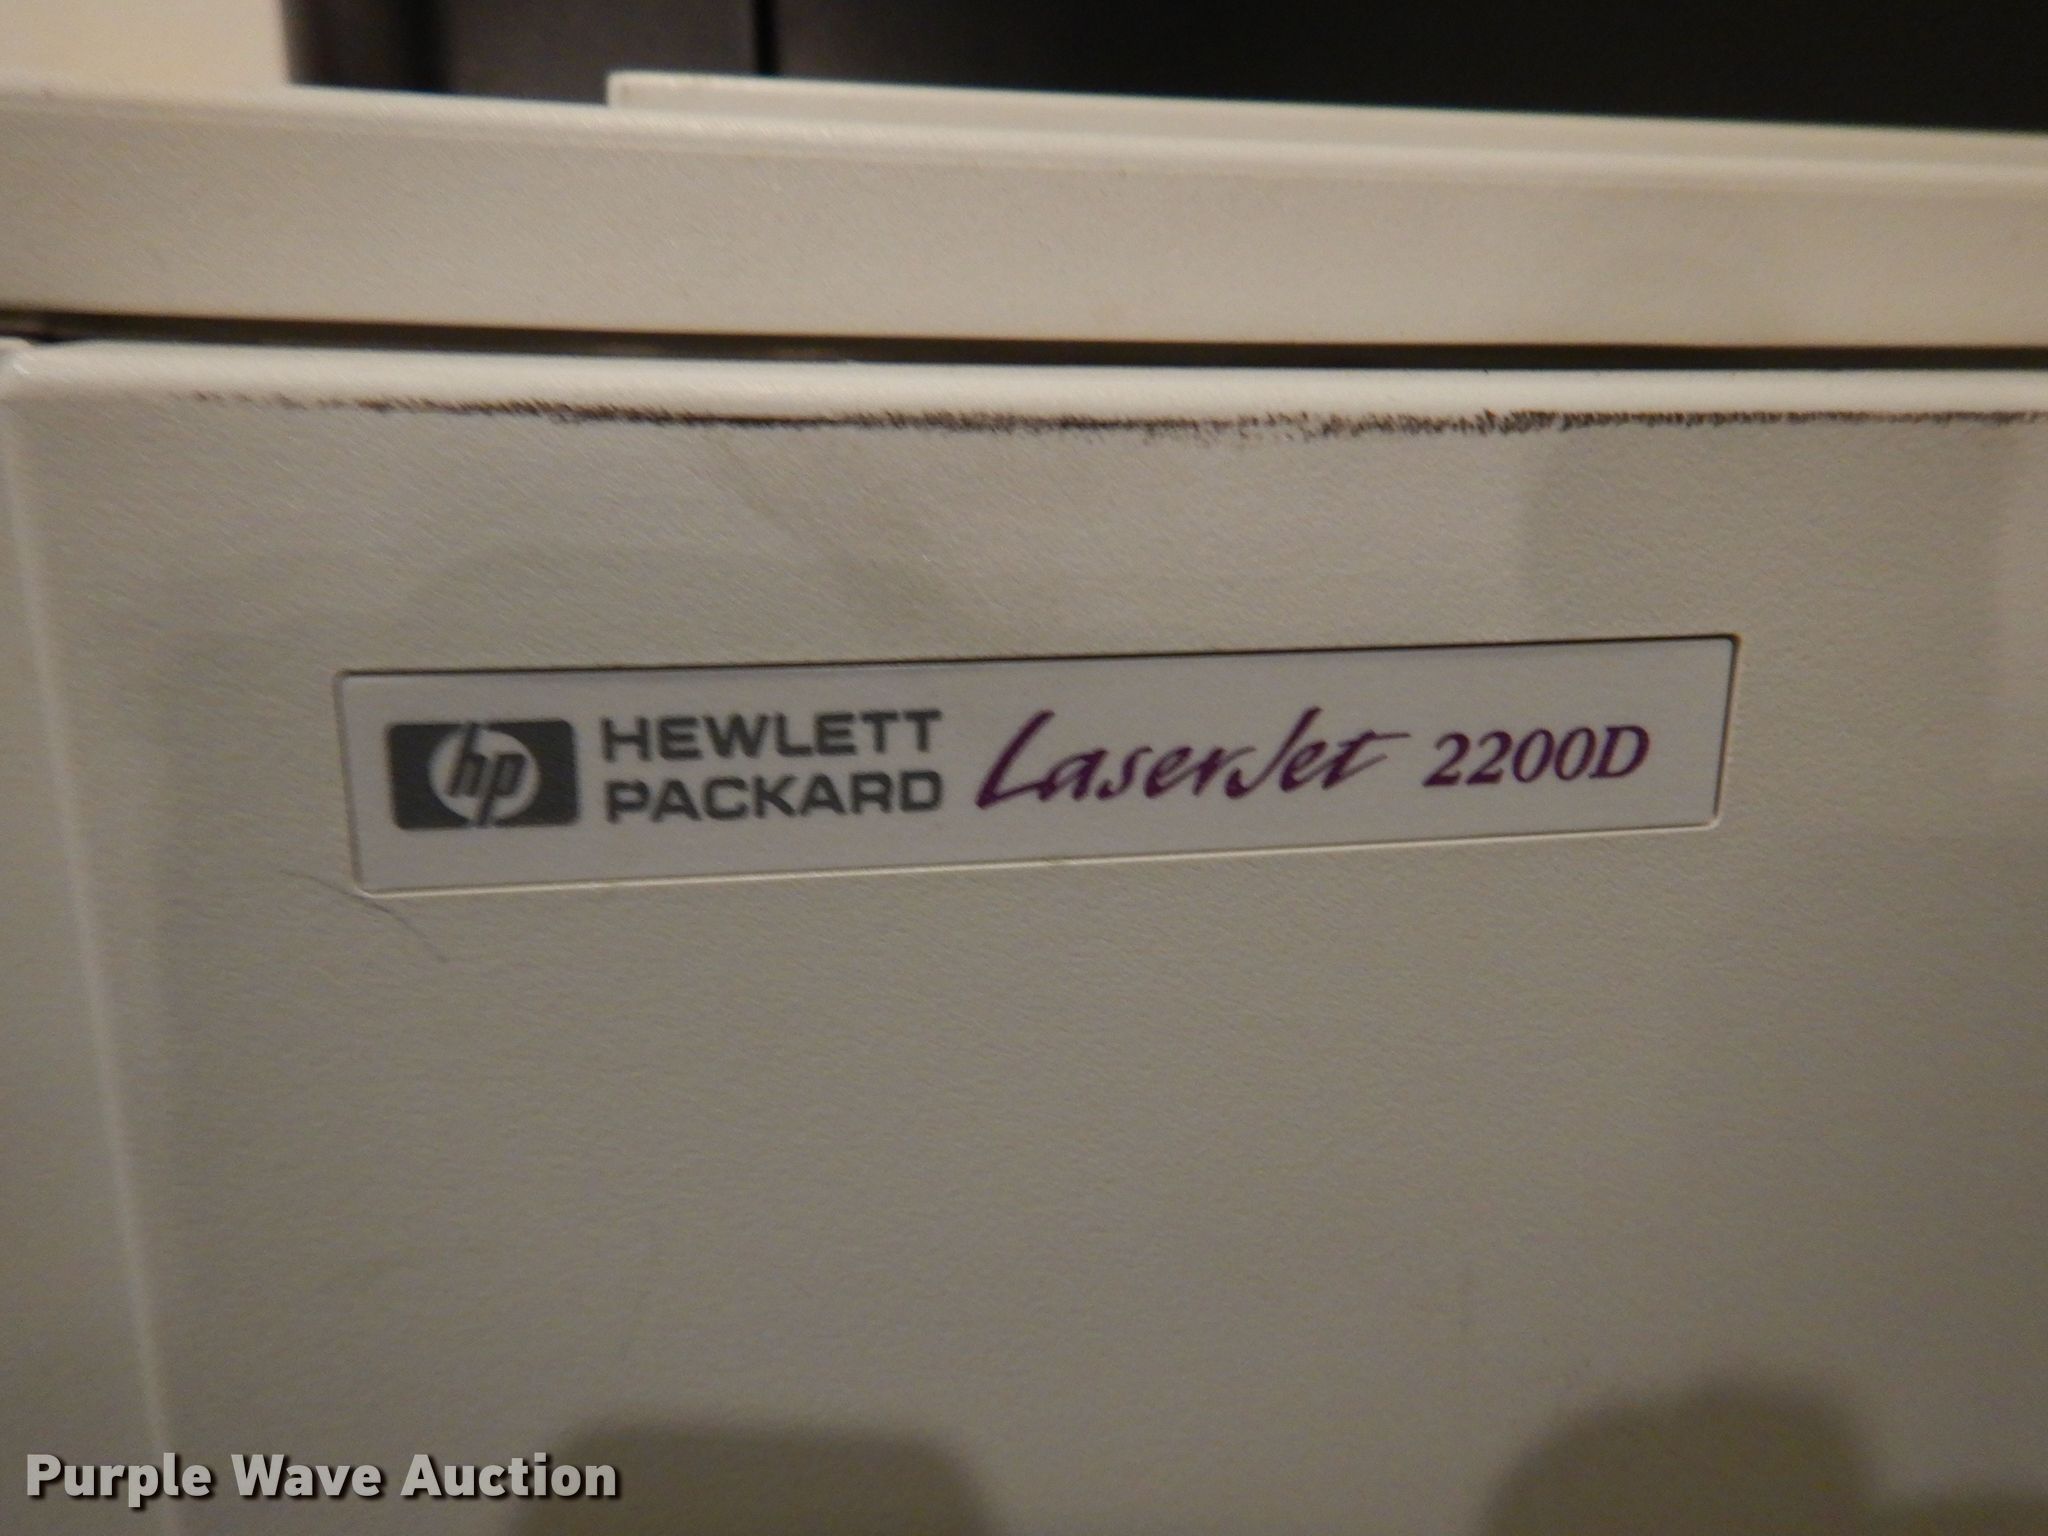 hp HEWLETT PACKARD LaserJet 2200D
Purple Wave Auction